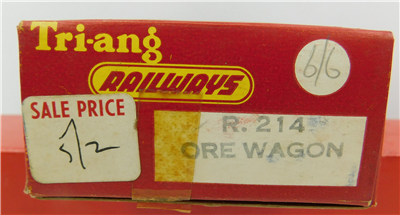 Tri-ang
RAILWAYS
6/6
SALE PRICE
5/2
R. 214
ORE WAGON